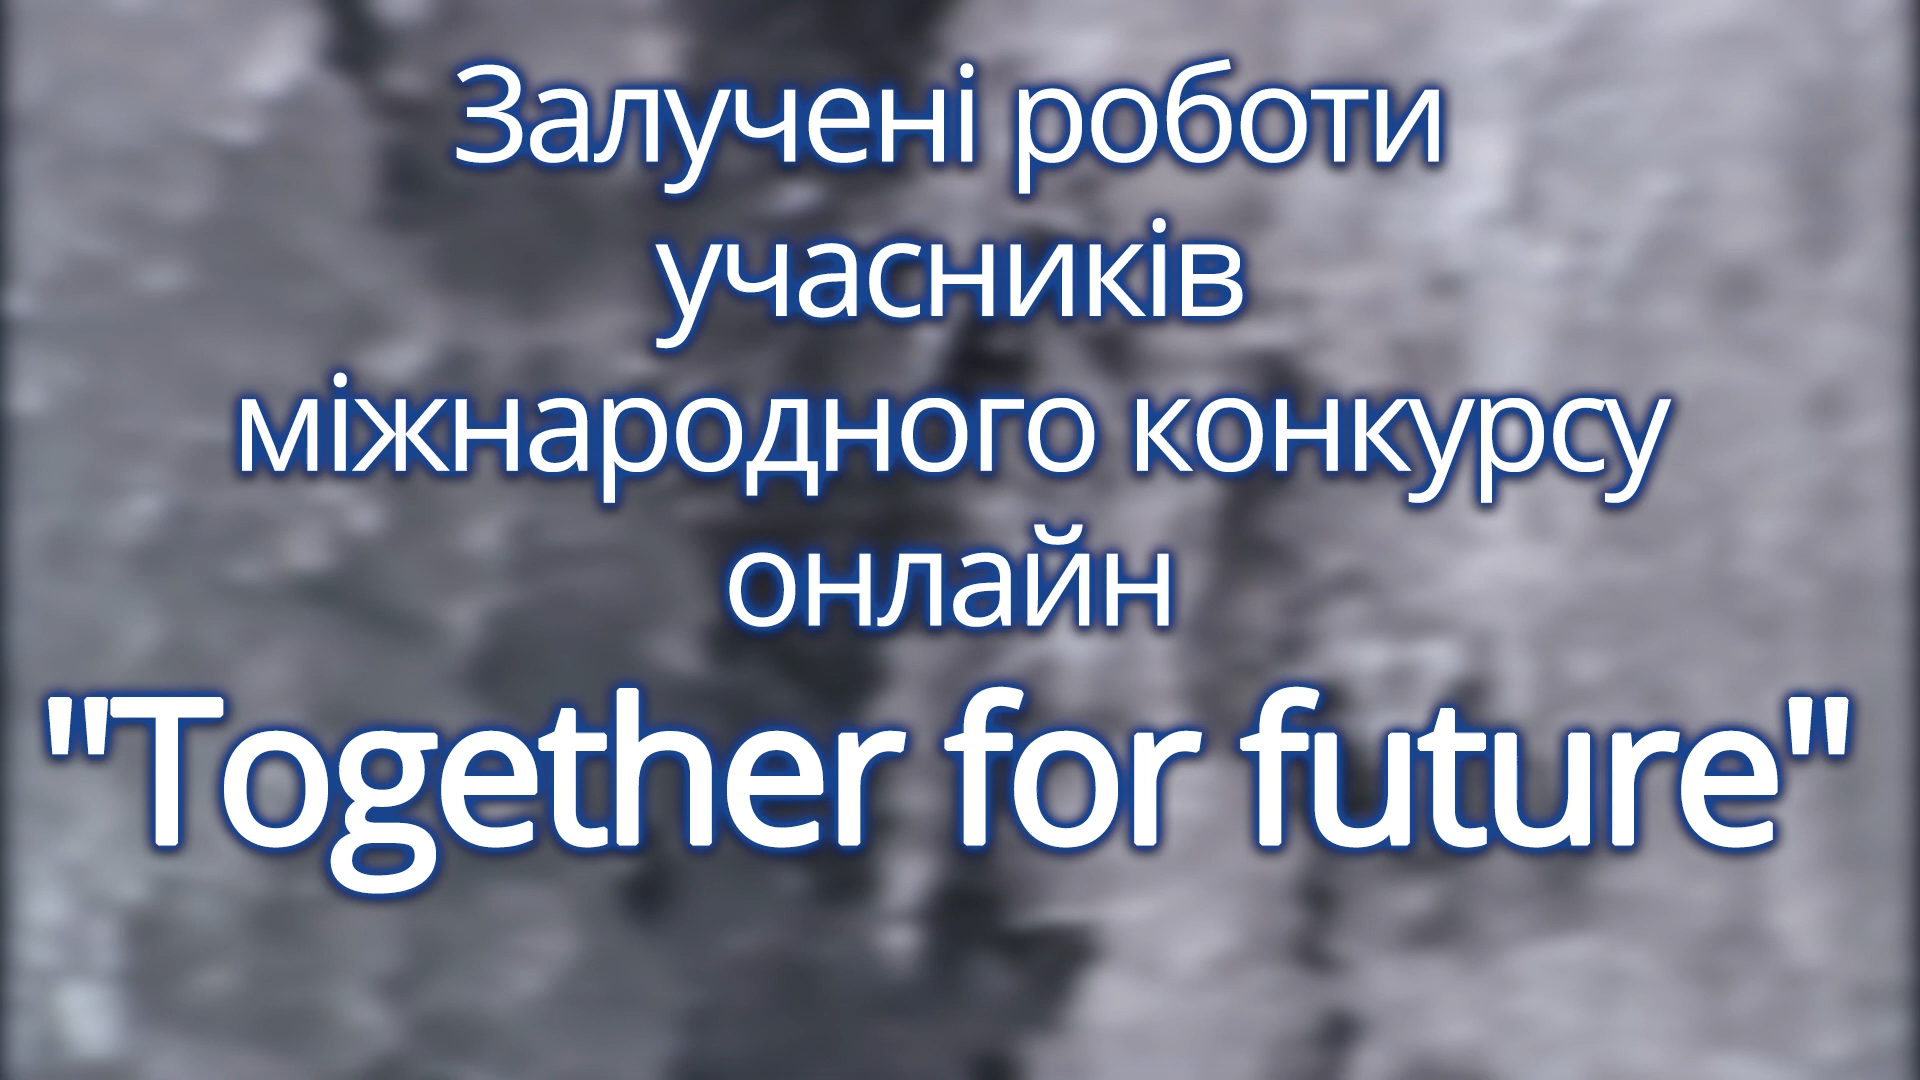 Залучені роботи
учасників
міжнародного конкурсу
онлайн
"Together for future"